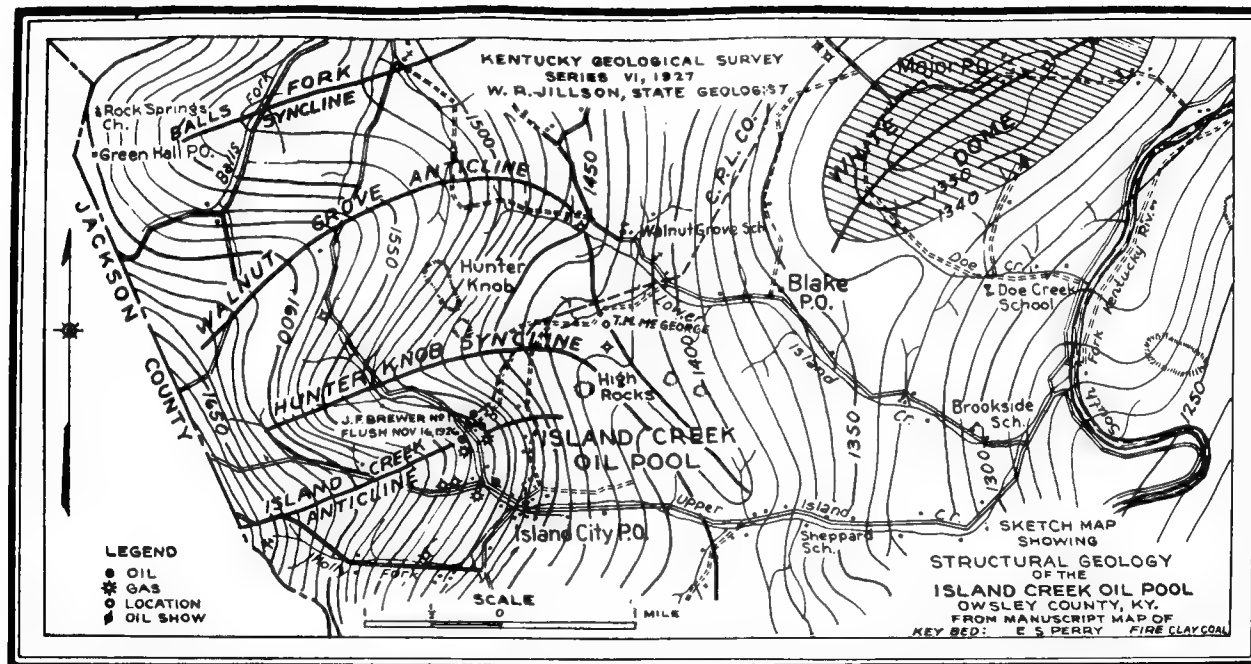 KENTUCKY GEOLOGICAL SURVEY
SERIES VI, 1927
W. R. JILLSON, STATE GEOLOGIST
Major P.O.
Rock Springs
Ch.
Green Hall P.O.
BALLS FORK
SYNCLINE
Fork
Balls
1500
1450
E. P. L. CO.
WHITE
DOME
1350
1340
WALNUT GROVE ANTICLINE
1550
Walnut Grove Sch.
JACKSON
COUNTY
Hunter
Knob
1600
Doe Cr.
Doe Creek
School
Kentucky River
Fork
Blake
P.O.
Lower
Island
Cr.
T.M. McGEORGE
HUNTER KNOB SYNCLINE
High
Rocks
1400
1400
1650
J.F. BREWER No 1
FLUSH NOV 16, 1926
Brookside
Sch.
1250
ISLAND CREEK
OIL POOL
1350
1300
ISLAND CREEK
ANTICLINE
Upper Island Cr.
Island City P.O.
Sheppard
Sch.
Holly Fork
LEGEND
OIL
GAS
LOCATION
OIL SHOW
SCALE
½ 0 MILE
SKETCH MAP
SHOWING
STRUCTURAL GEOLOGY
OF THE
ISLAND CREEK OIL POOL
OWSLEY COUNTY, KY.
FROM MANUSCRIPT MAP OF
KEY BED: E S PERRY FIRE CLAY COAL